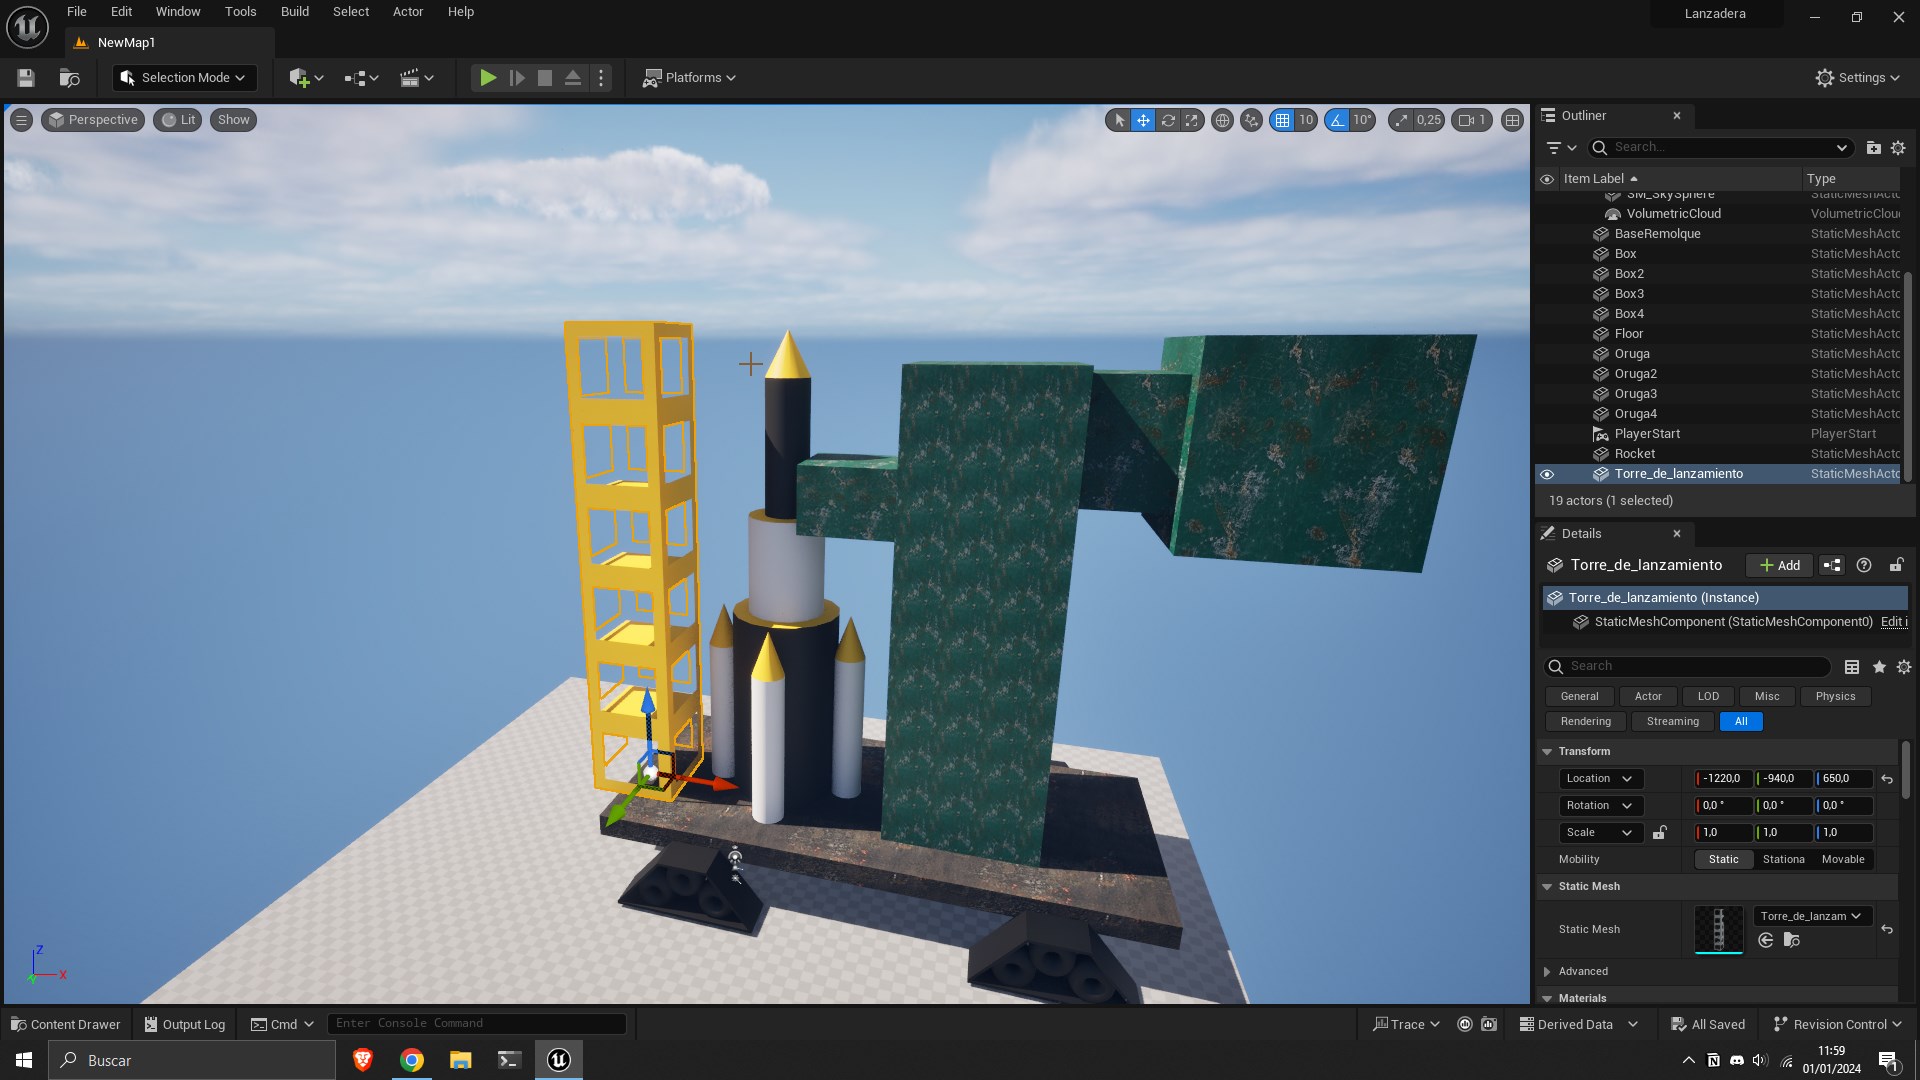 File Edit Window Tools Build Select Actor Help
Lanzadera
NewMap1
Selection Mode
Platforms
Settings
Perspective Lit Show
10 10° 0,25 1
Outliner
Search...
Item Label Type
SM_SkySphere StaticMeshActo
VolumetricCloud VolumetricClou
BaseRemolque StaticMeshActo
Box StaticMeshActo
Box2 StaticMeshActo
Box3 StaticMeshActo
Box4 StaticMeshActo
Floor StaticMeshActo
Oruga StaticMeshActo
Oruga2 StaticMeshActo
Oruga3 StaticMeshActo
Oruga4 StaticMeshActo
PlayerStart PlayerStart
Rocket StaticMeshActo
Torre_de_lanzamiento StaticMeshActo
19 actors (1 selected)
Details
Torre_de_lanzamiento Add
Torre_de_lanzamiento (Instance)
StaticMeshComponent (StaticMeshComponent0) Edit i
Search
General Actor LOD Misc Physics
Rendering Streaming All
Transform
Location -1220,0 -940,0 650,0
Rotation 0,0 ° 0,0 ° 0,0 °
Scale 1,0 1,0 1,0
Mobility Static Stationa Movable
Static Mesh
Static Mesh Torre_de_lanzam
Advanced
Materials
Z
X
Y
Content Drawer Output Log Cmd Enter Console Command Trace Derived Data All Saved Revision Control
Buscar
11:59
01/01/2024
1